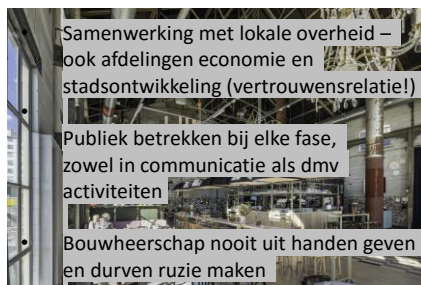 • Samenwerking met lokale overheid –
ook afdelingen economie en
stadsontwikkeling (vertrouwensrelatie!)
• Publiek betrekken bij elke fase,
zowel in communicatie als dmv
activiteiten
• Bouwheerschap nooit uit handen geven
en durven ruzie maken